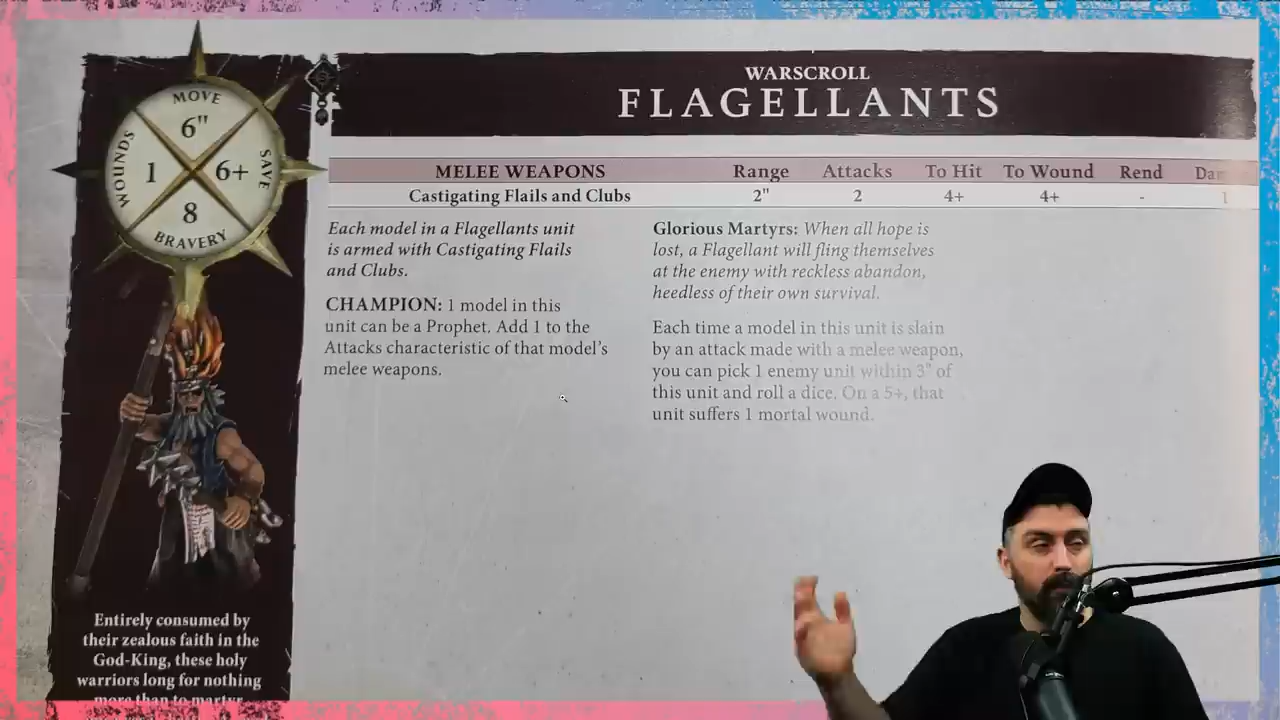 MOVE
6"
WOUNDS
1
6+
SAVE
8
BRAVERY
WARSCROLL
FLAGELLANTS
MELEE WEAPONS Range Attacks To Hit To Wound Rend
Castigating Flails and Clubs 2" 2 4+ 4+ - 1
Each model in a Flagellants unit
is armed with Castigating Flails
and Clubs.
CHAMPION: 1 model in this
unit can be a Prophet. Add 1 to the
Attacks characteristic of that model's
melee weapons.
Glorious Martyrs: When all hope is
lost, a Flagellant will fling themselves
at the enemy with reckless abandon,
heedless of their own survival.
Each time a model in this unit is slain
by an attack made with a melee weapon,
you can pick 1 enemy unit within 3" of
this unit and roll a dice. On a 5+, that
unit suffers 1 mortal wound.
Entirely consumed by
their zealous faith in the
God-King, these holy
warriors long for nothing
more than to martyr